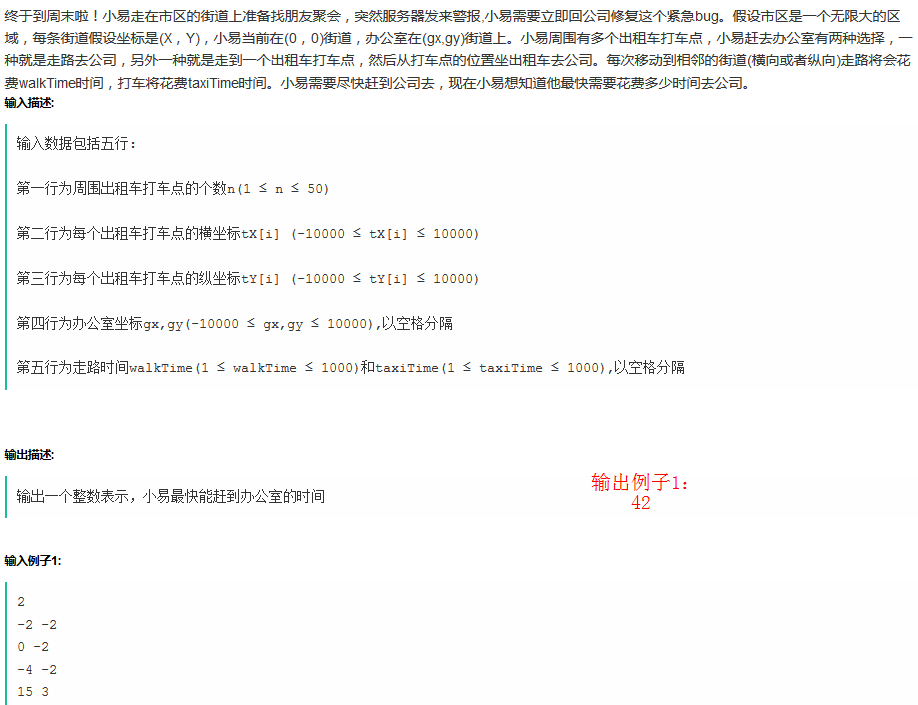 终于到周末啦！小易走在市区的街道上准备找朋友聚会，突然服务器发来警报,小易需要立即回公司修复这个紧急bug。假设市区是一个无限大的区
域，每条街道假设坐标是(X，Y)，小易当前在(0，0)街道，办公室在(gx,gy)街道上。小易周围有多个出租车打车点，小易赶去办公室有两种选择，一
种就是走路去公司，另外一种就是走到一个出租车打车点，然后从打车点的位置坐出租车去公司。每次移动到相邻的街道(横向或者纵向)走路将会花
费walkTime时间，打车将花费taxiTime时间。小易需要尽快赶到公司去，现在小易想知道他最快需要花费多少时间去公司。
输入描述:
输入数据包括五行：
第一行为周围出租车打车点的个数n(1 ≤ n ≤ 50)
第二行为每个出租车打车点的横坐标tX[i] (-10000 ≤ tX[i] ≤ 10000)
第三行为每个出租车打车点的纵坐标tY[i] (-10000 ≤ tY[i] ≤ 10000)
第四行为办公室坐标gx,gy(-10000 ≤ gx,gy ≤ 10000),以空格分隔
第五行为走路时间walkTime(1 ≤ walkTime ≤ 1000)和taxiTime(1 ≤ taxiTime ≤ 1000),以空格分隔
输出描述:
输出一个整数表示，小易最快能赶到办公室的时间
输出例子1:
42
输入例子1:
2
-2 -2
0 -2
-4 -2
15 3